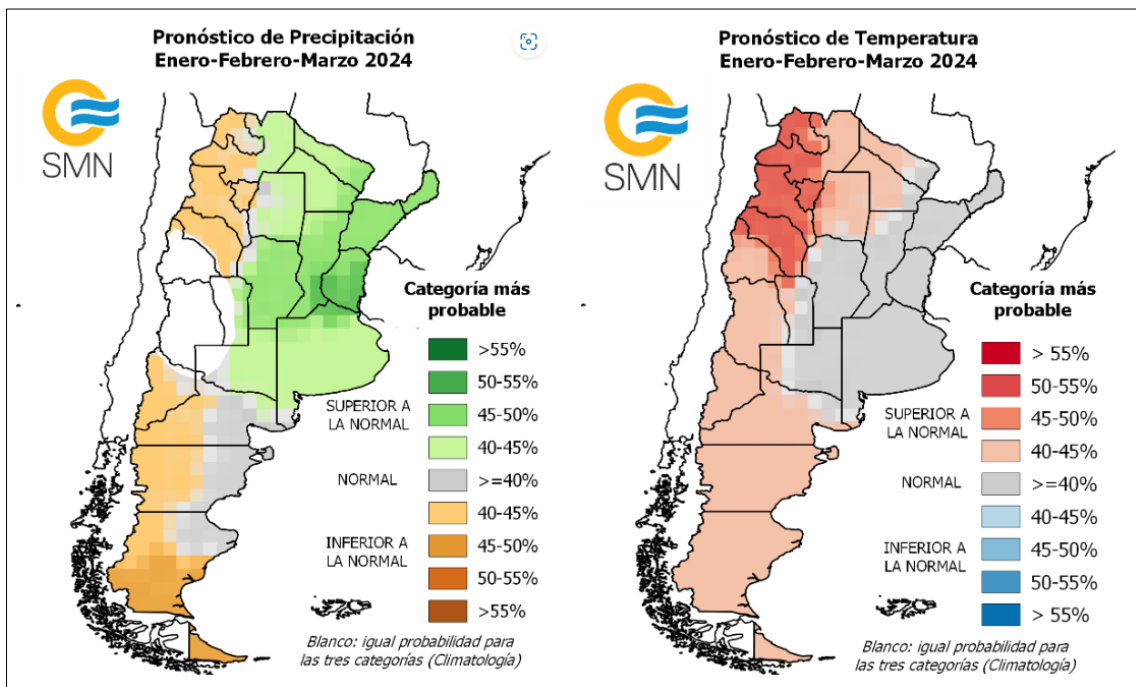 Pronóstico de Precipitación
Enero-Febrero-Marzo 2024
SMN
Categoría más
probable
>55%
50-55%
SUPERIOR A
LA NORMAL
45-50%
40-45%
NORMAL
>=40%
40-45%
INFERIOR A
LA NORMAL
45-50%
50-55%
>55%
Blanco: igual probabilidad para
las tres categorías (Climatología)
Pronóstico de Temperatura
Enero-Febrero-Marzo 2024
SMN
Categoría más
probable
> 55%
50-55%
SUPERIOR A
LA NORMAL
45-50%
40-45%
NORMAL
>=40%
40-45%
INFERIOR A
LA NORMAL
45-50%
50-55%
> 55%
Blanco: igual probabilidad para
las tres categorías (Climatología)